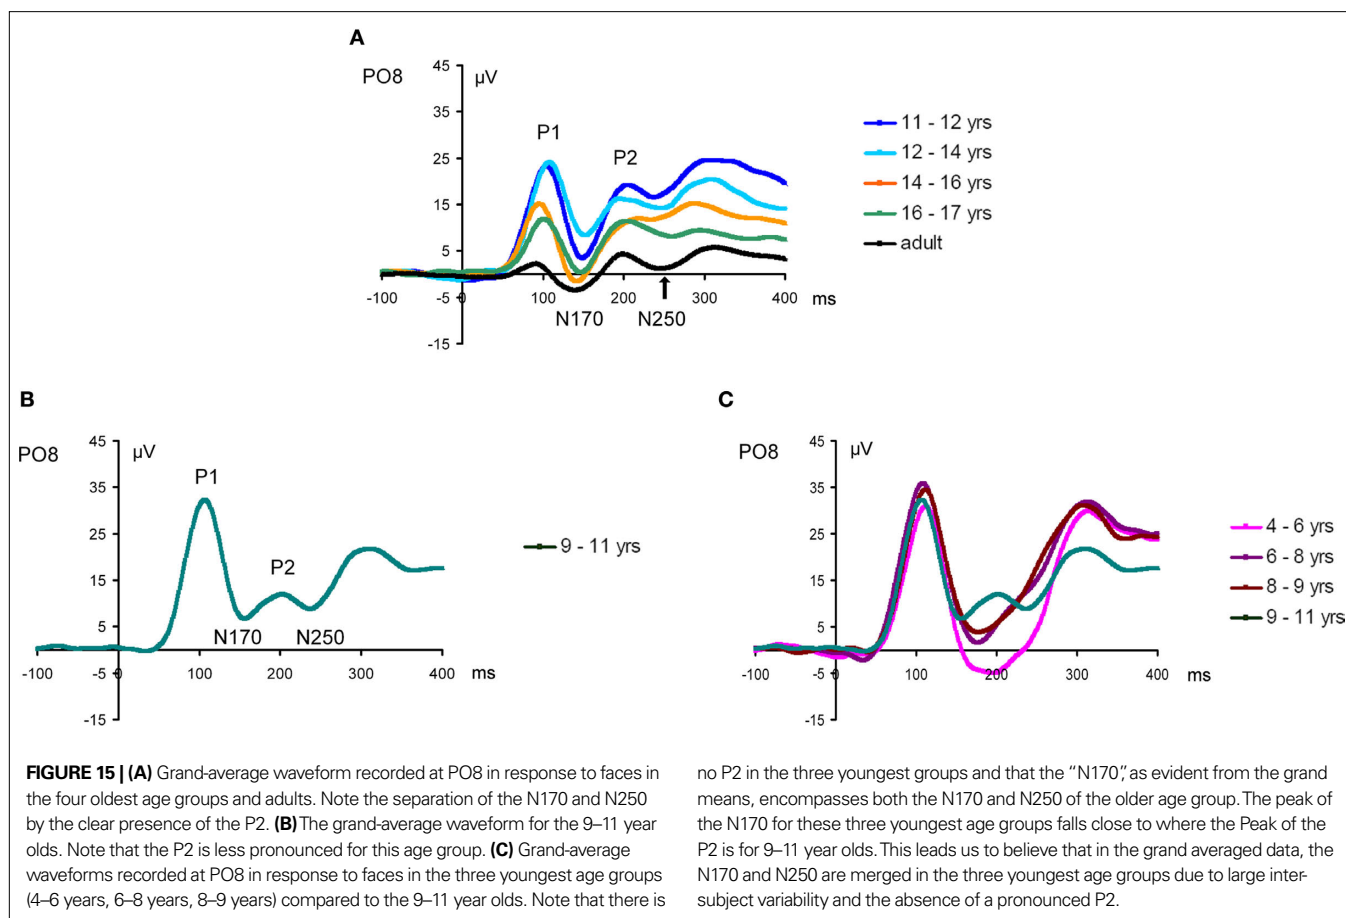 A
45
PO8
µV
35
P1
25
P2
15
5
-100
-5
0
100
200
300
400
ms
N170
N250
-15
11 - 12 yrs
12 - 14 yrs
14 - 16 yrs
16 - 17 yrs
adult
B
45
PO8
µV
P1
35
25
P2
15
5
N170
N250
-100
-5
0
100
200
300
400
ms
-15
9 - 11 yrs
C
45
PO8
µV
35
25
15
5
-100
-5
0
100
200
300
400
ms
-15
4 - 6 yrs
6 - 8 yrs
8 - 9 yrs
9 - 11 yrs
FIGURE 15 | (A) Grand-average waveform recorded at PO8 in response to faces in
the four oldest age groups and adults. Note the separation of the N170 and N250
by the clear presence of the P2. (B) The grand-average waveform for the 9–11 year
olds. Note that the P2 is less pronounced for this age group. (C) Grand-average
waveforms recorded at PO8 in response to faces in the three youngest age groups
(4–6 years, 6–8 years, 8–9 years) compared to the 9–11 year olds. Note that there is
no P2 in the three youngest groups and that the “N170”, as evident from the grand
means, encompasses both the N170 and N250 of the older age group. The peak of
the N170 for these three youngest age groups falls close to where the Peak of the
P2 is for 9–11 year olds. This leads us to believe that in the grand averaged data, the
N170 and N250 are merged in the three youngest age groups due to large inter-
subject variability and the absence of a pronounced P2.